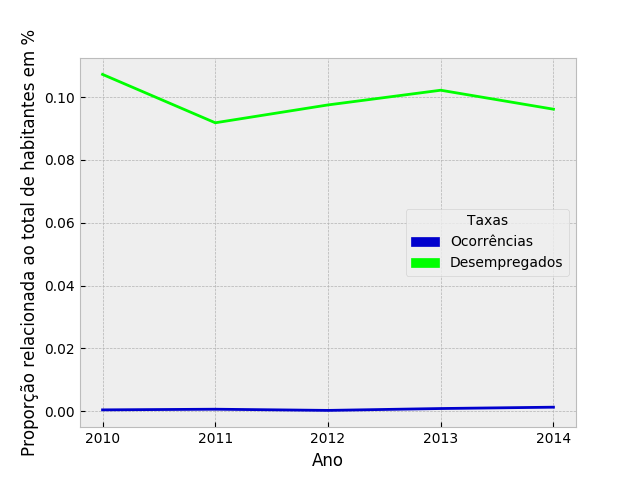 Proporção relacionada ao total de habitantes em %
0.10
0.08
0.06
0.04
0.02
0.00
Taxas
Ocorrências
Desempregados
2010 2011 2012 2013 2014
Ano